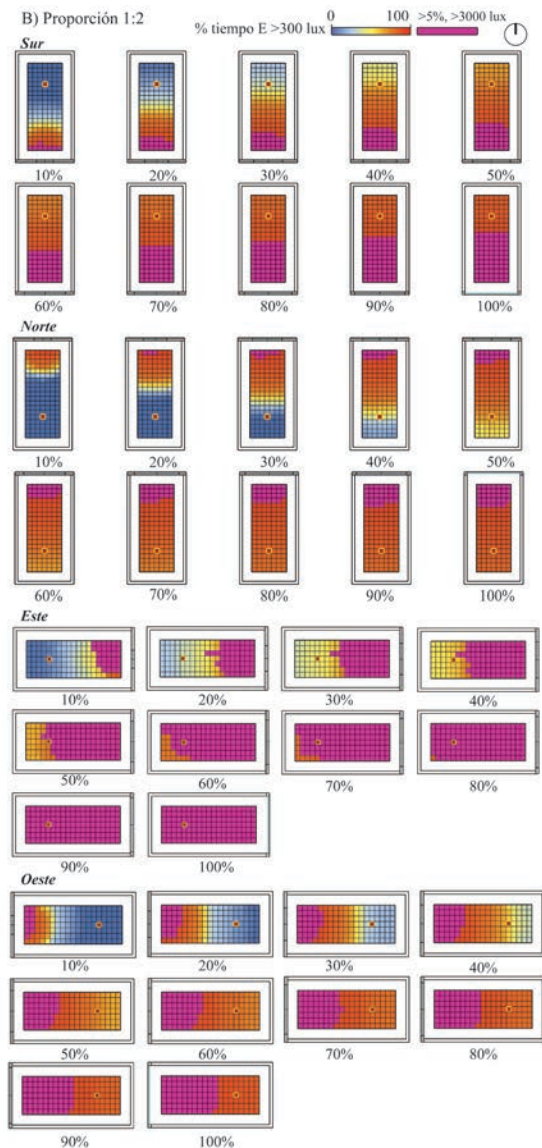 B) Proporción 1:2
% tiempo E >300 lux
0 100
>5%, >3000 lux
Sur
10% 20% 30% 40% 50%
60% 70% 80% 90% 100%
Norte
10% 20% 30% 40% 50%
60% 70% 80% 90% 100%
Este
10% 20% 30% 40%
50% 60% 70% 80%
90% 100%
Oeste
10% 20% 30% 40%
50% 60% 70% 80%
90% 100%